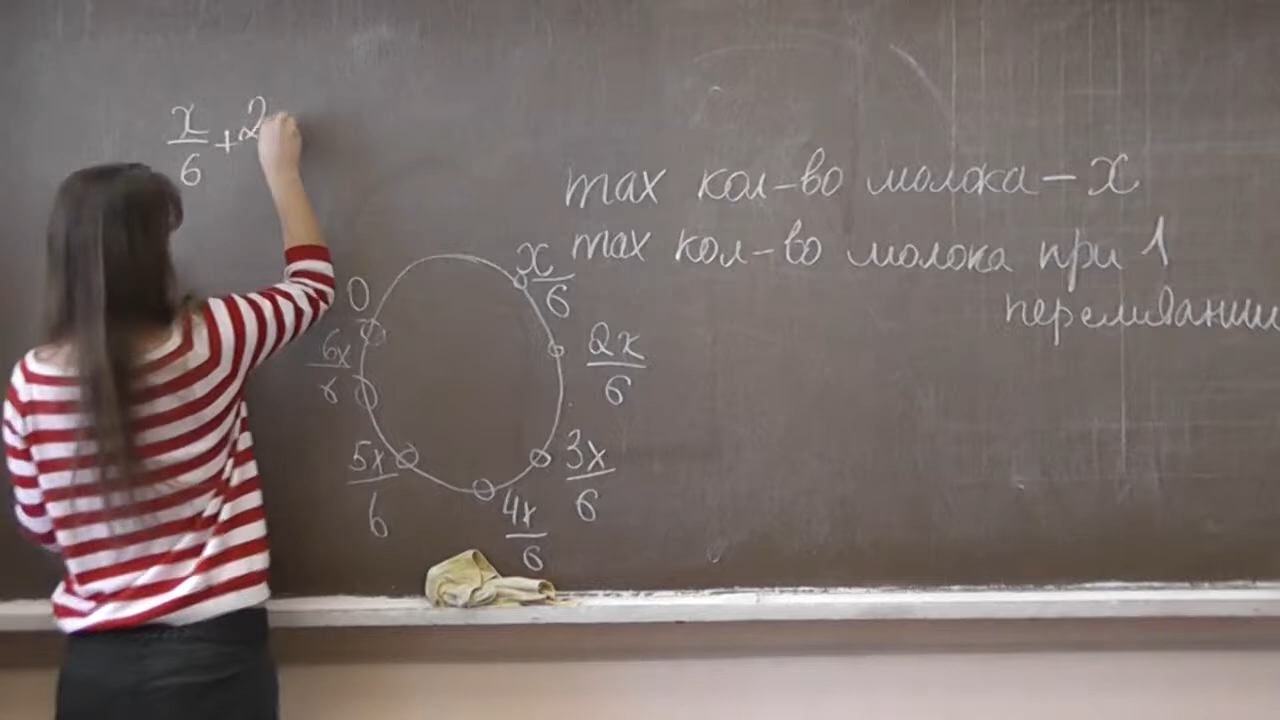 x/6 + 2
max кол-во молока – x
max кол-во молока при 1
переливании
0
x/6
2x/6
3x/6
4x/6
5x/6
6x/6